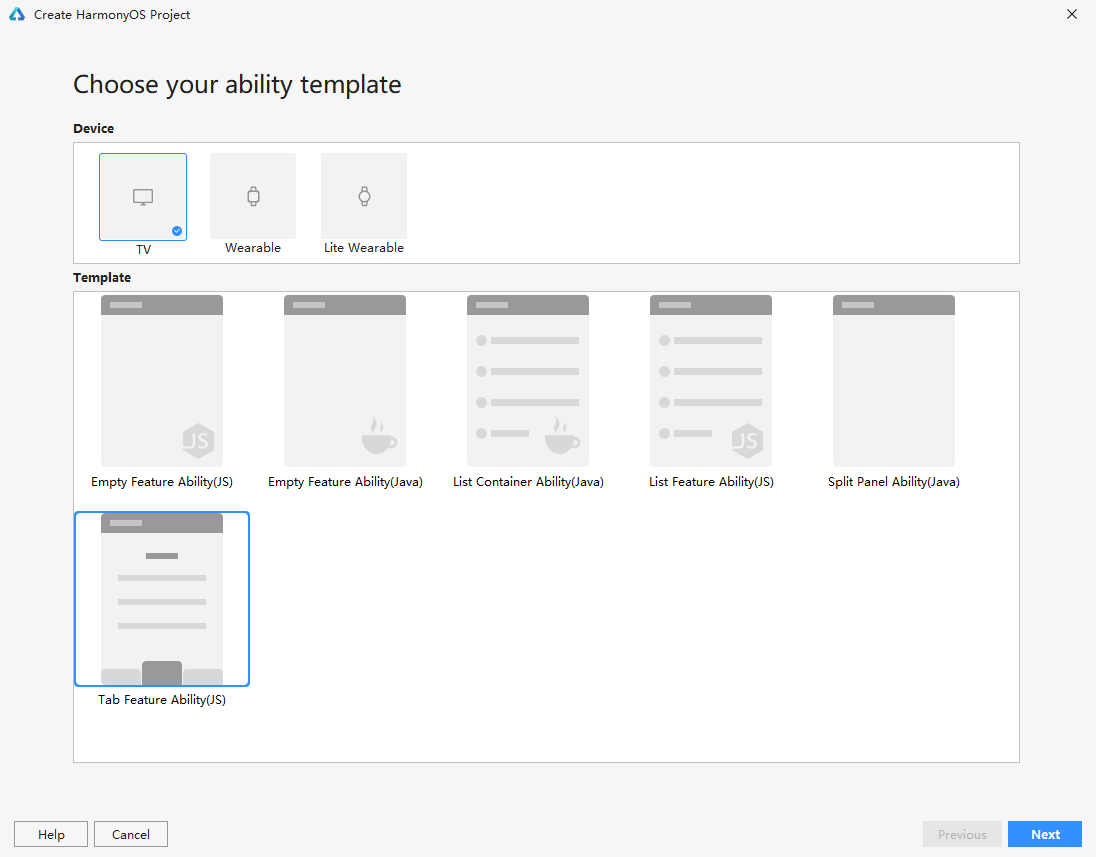 Create HarmonyOS Project
Choose your ability template
Device
TV
Wearable
Lite Wearable
Template
JS
JS
Empty Feature Ability(JS)
Empty Feature Ability(Java)
List Container Ability(Java)
List Feature Ability(JS)
Split Panel Ability(Java)
Tab Feature Ability(JS)
Help
Cancel
Previous
Next